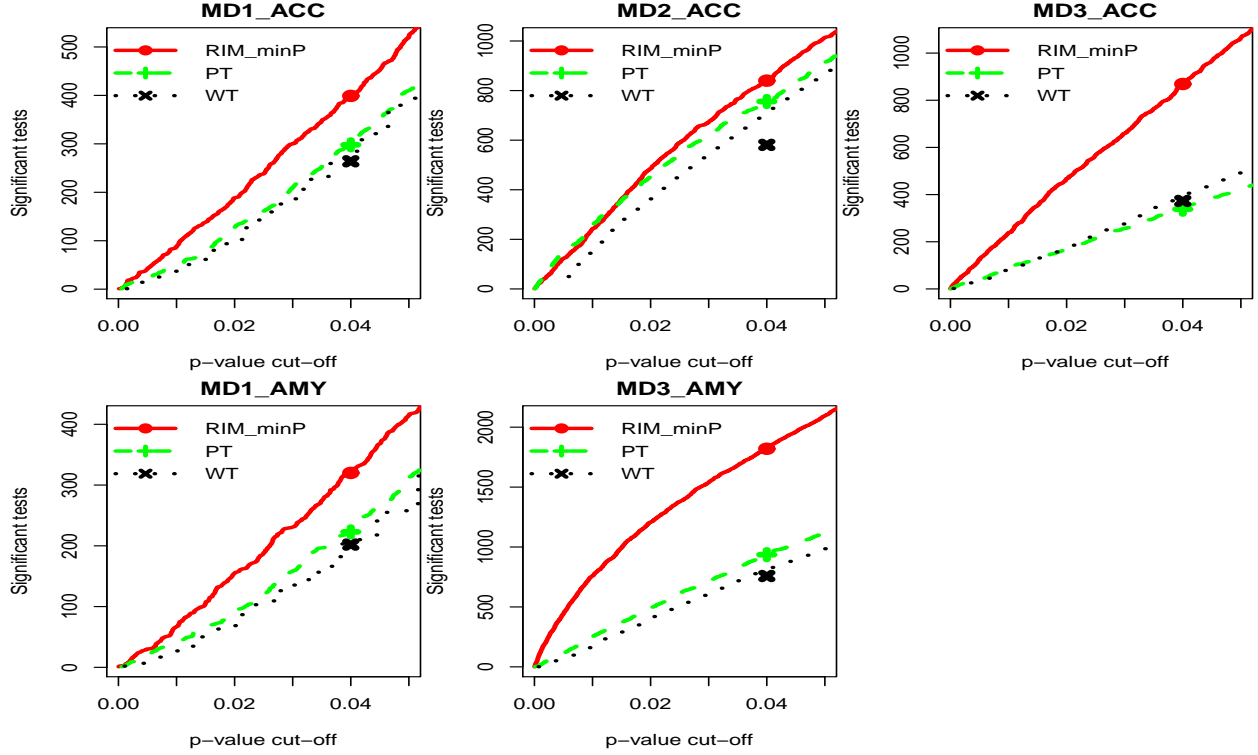 MD1_ACC
Significant tests
500
400
300
200
100
0
RIM_minP
PT
WT
0.00
0.02
0.04
p−value cut−off
MD2_ACC
Significant tests
1000
800
600
400
200
0
RIM_minP
PT
WT
0.00
0.02
0.04
p−value cut−off
MD3_ACC
Significant tests
1000
800
600
400
200
0
RIM_minP
PT
WT
0.00
0.02
0.04
p−value cut−off
MD1_AMY
Significant tests
400
300
200
100
0
RIM_minP
PT
WT
0.00
0.02
0.04
p−value cut−off
MD3_AMY
Significant tests
2000
1500
1000
500
0
RIM_minP
PT
WT
0.00
0.02
0.04
p−value cut−off